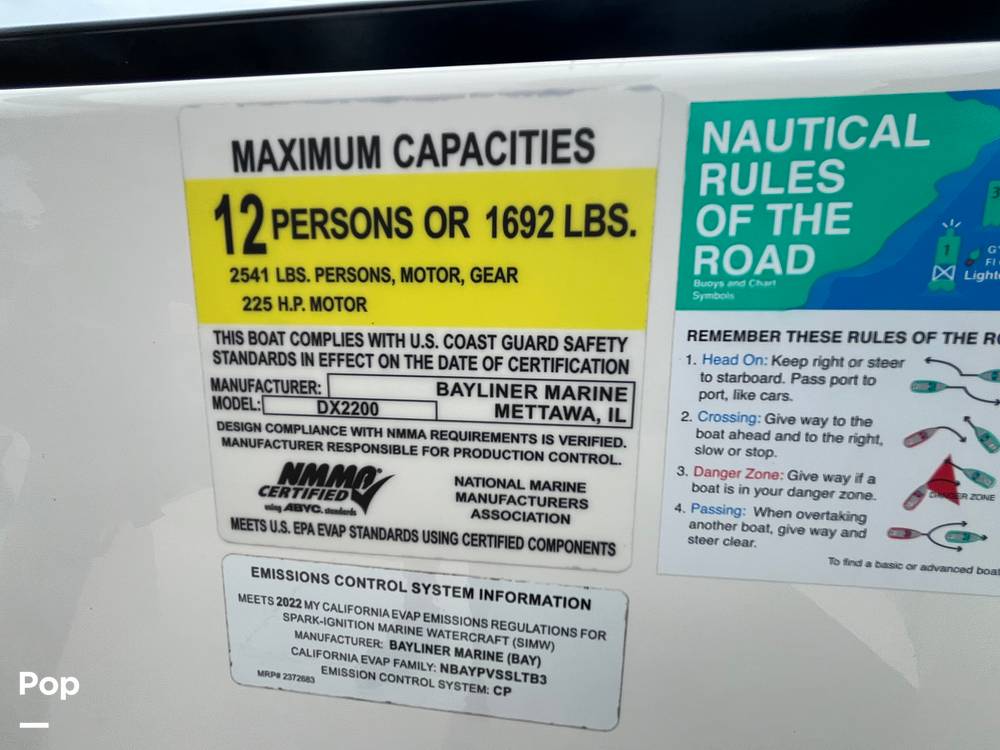 MAXIMUM CAPACITIES
12 PERSONS OR 1692 LBS.
2541 LBS. PERSONS, MOTOR, GEAR
225 H.P. MOTOR
THIS BOAT COMPLIES WITH U.S. COAST GUARD SAFETY
STANDARDS IN EFFECT ON THE DATE OF CERTIFICATION
MANUFACTURER: BAYLINER MARINE
MODEL: DX2200 METTAWA, IL
DESIGN COMPLIANCE WITH NMMA REQUIREMENTS IS VERIFIED.
MANUFACTURER RESPONSIBLE FOR PRODUCTION CONTROL.
NMMA
CERTIFIED
using ABYC. standards
NATIONAL MARINE
MANUFACTURERS
ASSOCIATION
MEETS U.S. EPA EVAP STANDARDS USING CERTIFIED COMPONENTS
EMISSIONS CONTROL SYSTEM INFORMATION
MEETS 2022 MY CALIFORNIA EVAP EMISSIONS REGULATIONS FOR
SPARK-IGNITION MARINE WATERCRAFT (SIMW)
MANUFACTURER: BAYLINER MARINE (BAY)
CALIFORNIA EVAP FAMILY: NBAYPVSSLTB3
MRP# 2372683 EMISSION CONTROL SYSTEM: CP
NAUTICAL
RULES
OF THE
ROAD
Buoys and Chart
Symbols
1
REMEMBER THESE RULES OF THE
1. Head On: Keep right or steer
to starboard. Pass port to
port, like cars.
2. Crossing: Give way to the
boat ahead and to the right,
slow or stop.
3. Danger Zone: Give way if a
boat is in your danger zone.
DANGER ZONE
4. Passing: When overtaking
another boat, give way and
steer clear.
To find a basic or advanced
Pop